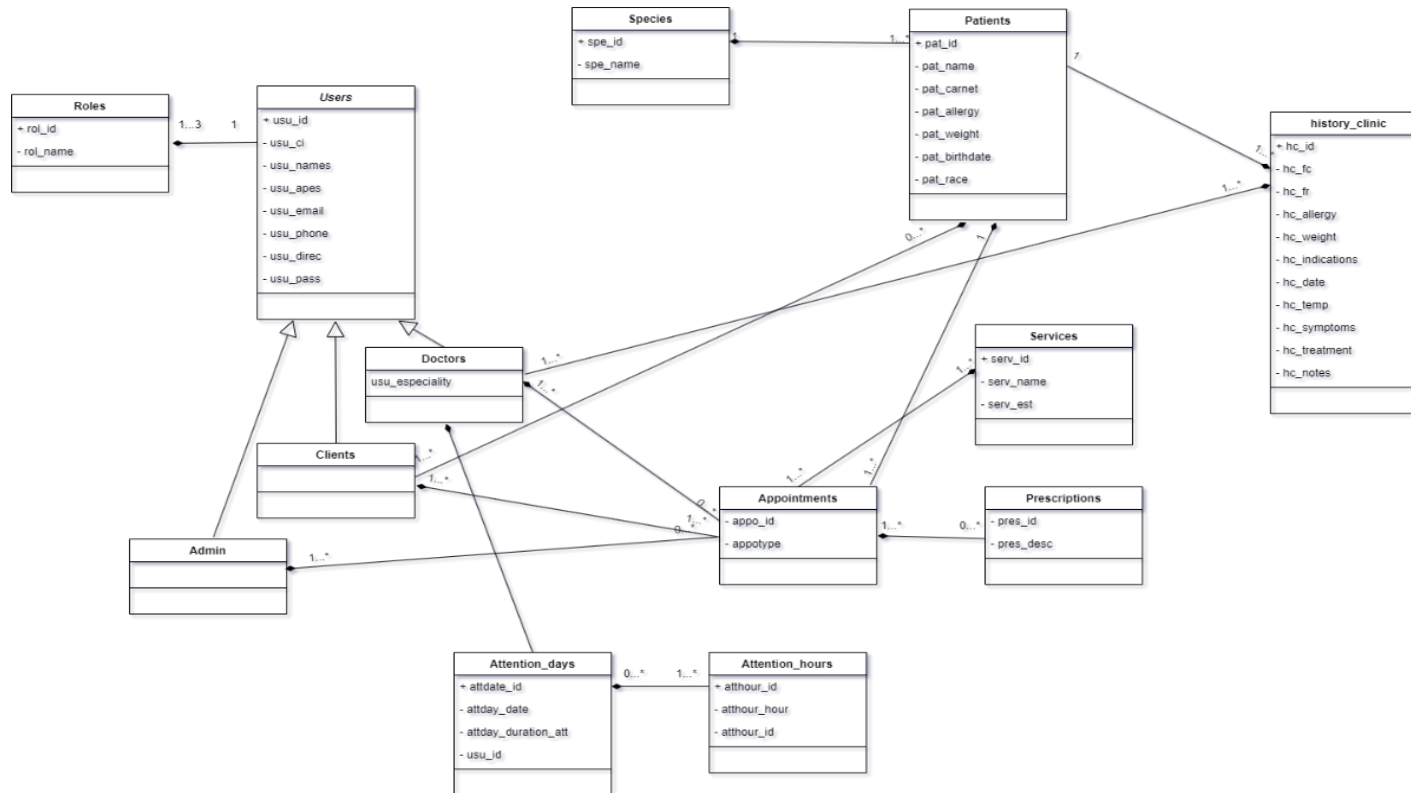 Species
+ spe_id
- spe_name
1
1...*
Patients
+ pat_id
- pat_name
- pat_carnet
- pat_allergy
- pat_weight
- pat_birthdate
- pat_race
1
1...*
0...*
1
Roles
+ rol_id
- rol_name
1...3
1
Users
+ usu_id
- usu_ci
- usu_names
- usu_apes
- usu_email
- usu_phone
- usu_direc
- usu_pass
history_clinic
+ hc_id
- hc_fc
- hc_fr
- hc_allergy
- hc_weight
- hc_indications
- hc_date
- hc_temp
- hc_symptoms
- hc_treatment
- hc_notes
1...*
Doctors
usu_especiality
1...*
1...*
Services
+ serv_id
- serv_name
- serv_est
1...*
Clients
1...*
1...*
Admin
1...*
Appointments
- appo_id
- appotype
1...*
1...*
0...*
1...*
0...*
1...*
0...*
Prescriptions
- pres_id
- pres_desc
Attention_days
+ attdate_id
- attday_date
- attday_duration_att
- usu_id
0...*
1...*
Attention_hours
+ atthour_id
- atthour_hour
- atthour_id